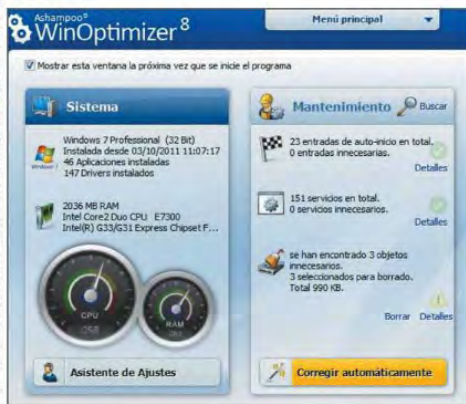 Ashampoo®
WinOptimizer 8
Menú principal
Mostrar esta ventana la próxima vez que se inicie el programa
Sistema
Windows 7 Professional (32 Bit)
Instalada desde 03/10/2011 11:07:17
46 Aplicaciones instaladas
147 Drivers instalados
2036 MB RAM
Intel Core2 Duo CPU E7300
Intel(R) G33/G31 Express Chipset F...
CPU
RAM
Asistente de Ajustes
Mantenimiento
Buscar
23 entradas de auto-inicio en total.
0 entradas innecesarias.
Detalles
151 servicios en total.
0 servicios innecesarios.
Detalles
se han encontrado 3 objetos
innecesarios.
3 seleccionados para borrado.
Total 990 KB.
Borrar Detalles
Corregir automáticamente